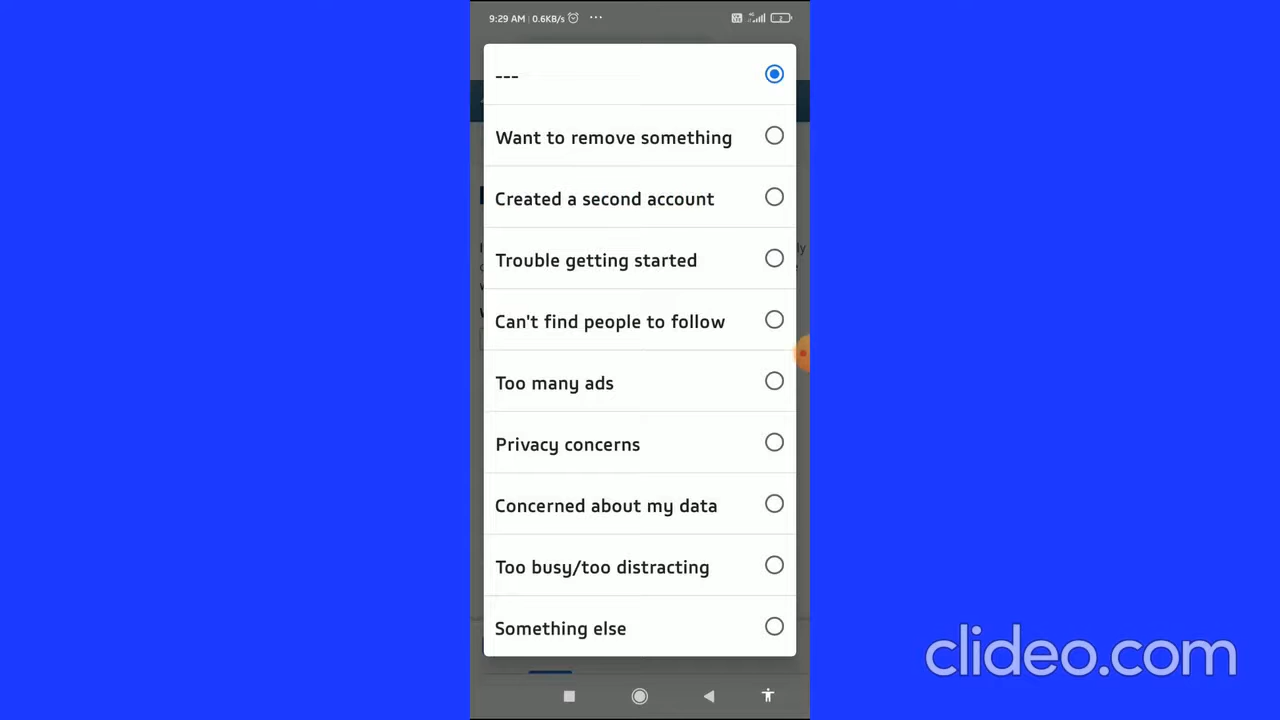 9:29 AM | 0.6KB/s
---
Want to remove something
Created a second account
Trouble getting started
Can't find people to follow
Too many ads
Privacy concerns
Concerned about my data
Too busy/too distracting
Something else
clideo.com